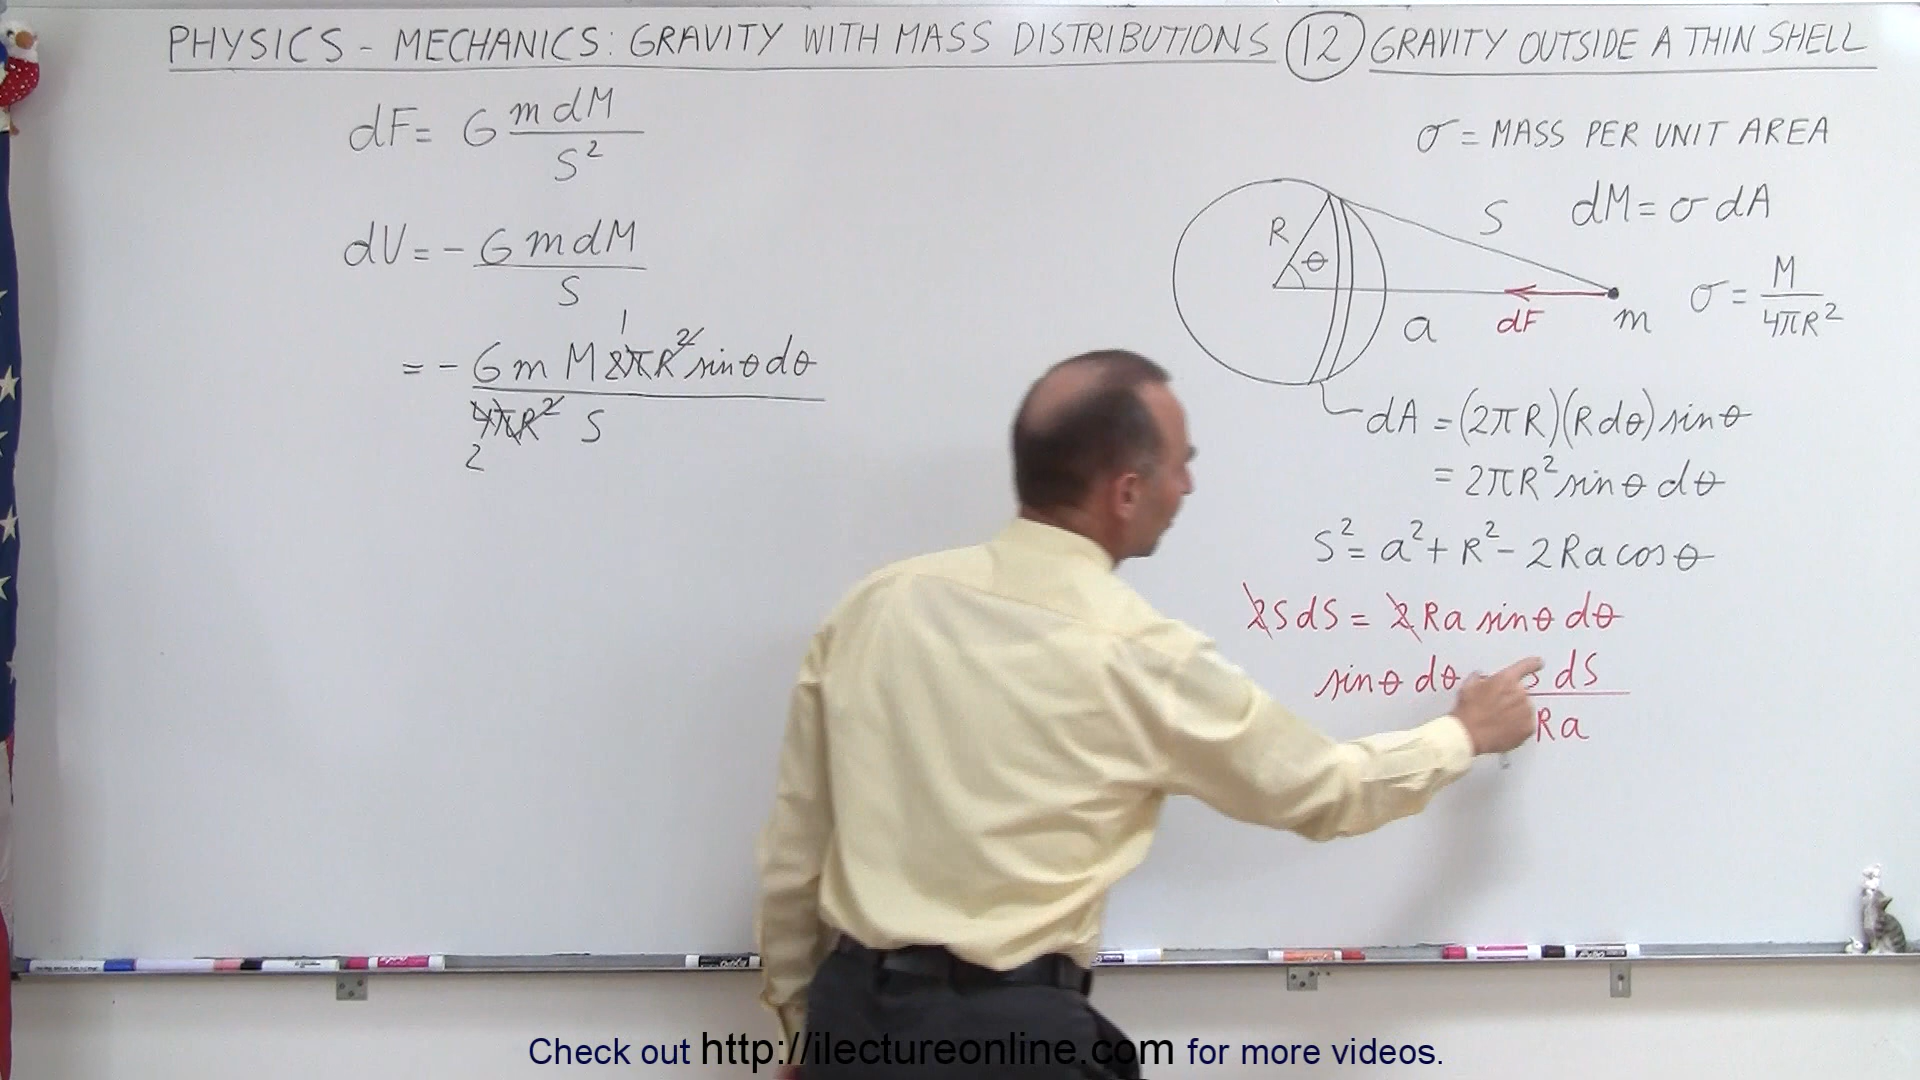 PHYSICS - MECHANICS: GRAVITY WITH MASS DISTRIBUTIONS (12) GRAVITY OUTSIDE A THIN SHELL
dF = G m dM / S²
dV = - G m dM / S
= - G m M 2πR² sinθ dθ / 4πR² S
1
2
σ = MASS PER UNIT AREA
dM = σ dA
σ = M / 4πR²
R
θ
S
a
dF
m
dA = (2πR)(R dθ) sinθ
= 2πR² sinθ dθ
S² = a² + R² - 2Ra cosθ
2S dS = 2Ra sinθ dθ
sinθ dθ = S dS / Ra
Check out http://ilectureonline.com for more videos.